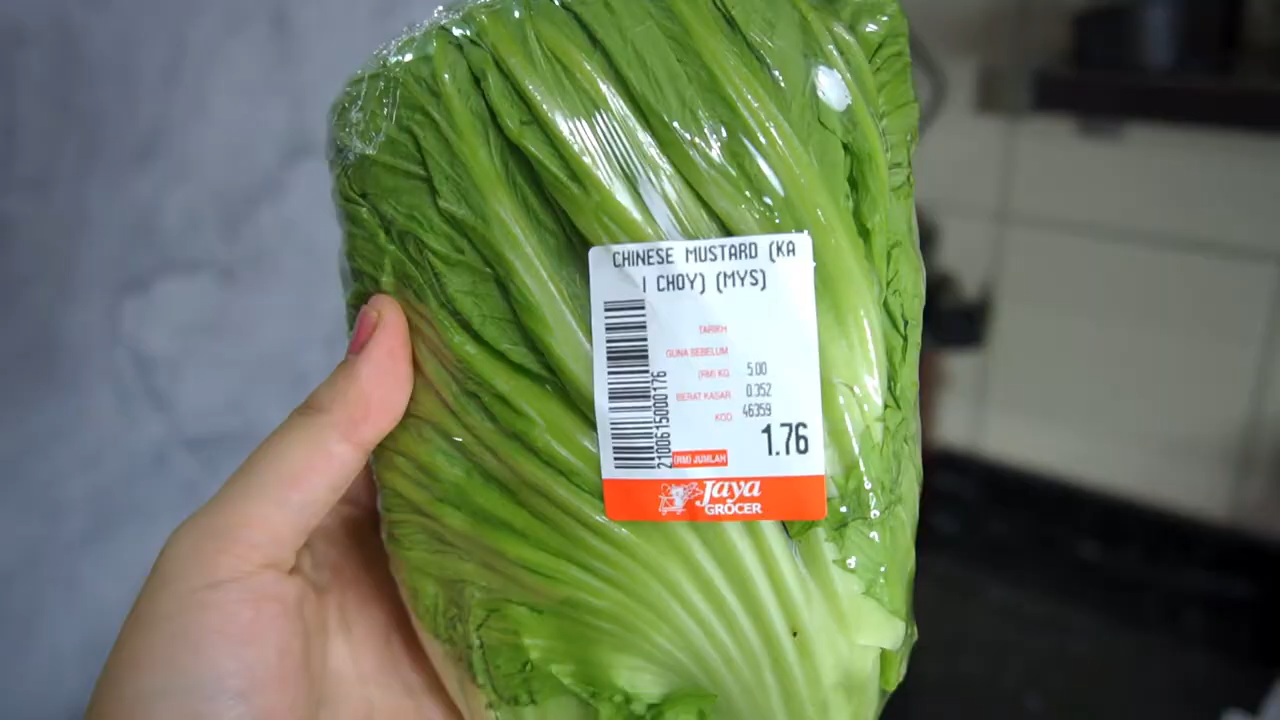 CHINESE MUSTARD (KA
I CHOY) (MYS)
TARIKH
GUNA SEBELUM
(RM) KG 5.00
BERAT KASAR 0.352
KOD 46359
1.76
(RM) JUMLAH
2100615000176
Jaya
GROCER